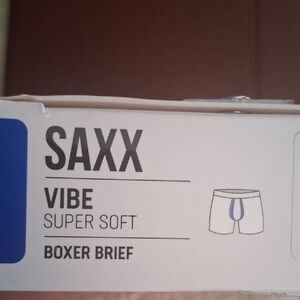 SAXX
VIBE
SUPER SOFT
BOXER BRIEF